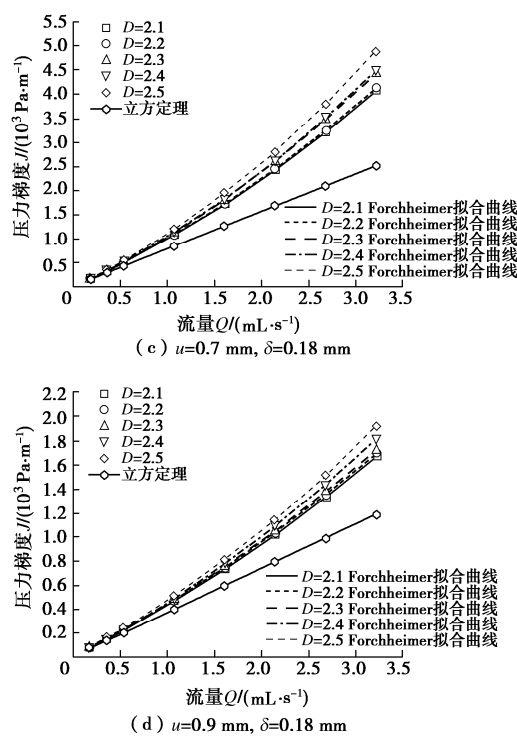 5.0
4.5
4.0
3.5
3.0
2.5
2.0
1.5
1.0
0.5
0
压力梯度J/(10³ Pa·m⁻¹)
D=2.1
D=2.2
D=2.3
D=2.4
D=2.5
立方定理
D=2.1 Forchheimer拟合曲线
D=2.2 Forchheimer拟合曲线
D=2.3 Forchheimer拟合曲线
D=2.4 Forchheimer拟合曲线
D=2.5 Forchheimer拟合曲线
0.5 1.0 1.5 2.0 2.5 3.0 3.5
流量Q/(mL·s⁻¹)
(c) u=0.7 mm, δ=0.18 mm
2.2
2.0
1.8
1.6
1.4
1.2
1.0
0.8
0.6
0.4
0.2
0
压力梯度J/(10³ Pa·m⁻¹)
D=2.1
D=2.2
D=2.3
D=2.4
D=2.5
立方定理
D=2.1 Forchheimer拟合曲线
D=2.2 Forchheimer拟合曲线
D=2.3 Forchheimer拟合曲线
D=2.4 Forchheimer拟合曲线
D=2.5 Forchheimer拟合曲线
0.5 1.0 1.5 2.0 2.5 3.0 3.5
流量Q/(mL·s⁻¹)
(d) u=0.9 mm, δ=0.18 mm